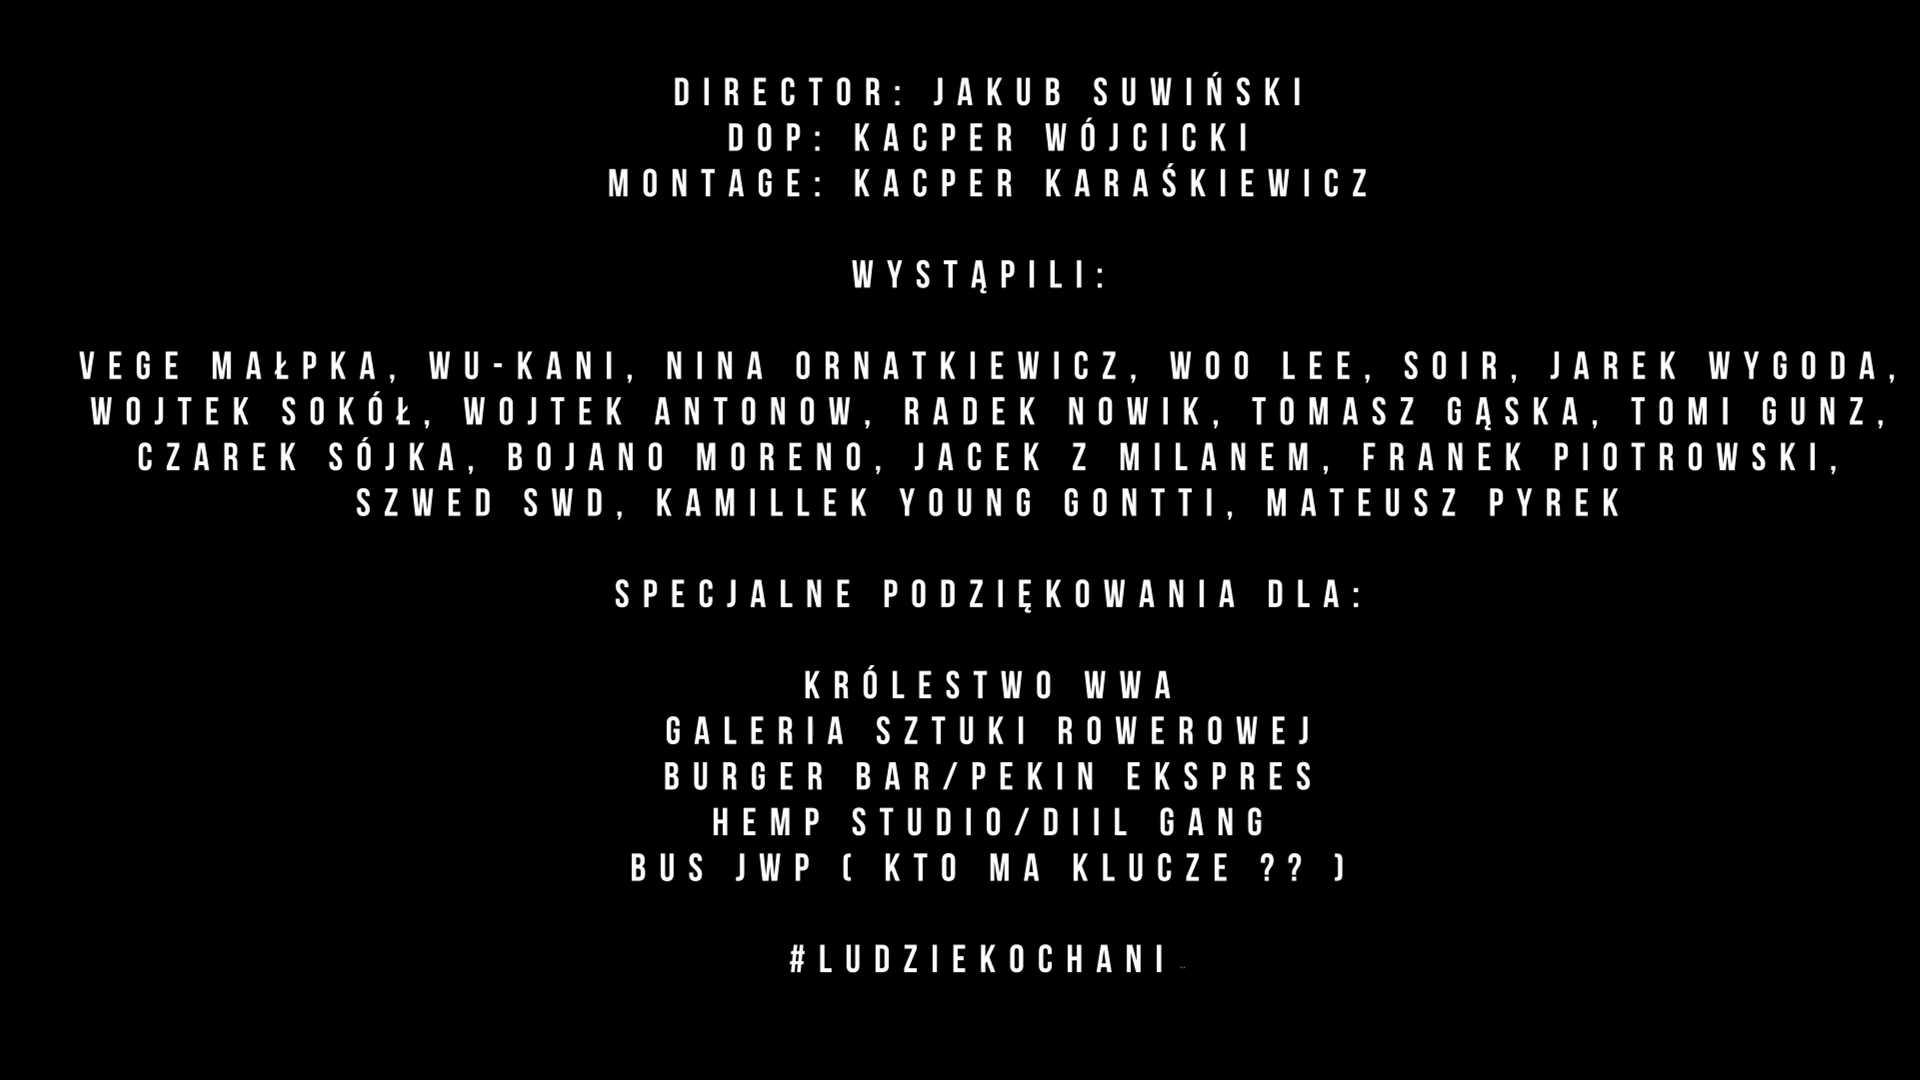 DIRECTOR: JAKUB SUWIŃSKI
DOP: KACPER WÓJCICKI
MONTAGE: KACPER KARAŚKIEWICZ
WYSTĄPILI:
VEGE MAŁPKA, WU-KANI, NINA ORNATKIEWICZ, WOO LEE, SOIR, JAREK WYGODA,
WOJTEK SOKÓŁ, WOJTEK ANTONOW, RADEK NOWIK, TOMASZ GĄSKA, TOMI GUNZ,
CZAREK SÓJKA, BOJANO MORENO, JACEK Z MILANEM, FRANEK PIOTROWSKI,
SZWED SWD, KAMILLEK YOUNG GONTTI, MATEUSZ PYREK
SPECJALNE PODZIĘKOWANIA DLA:
KRÓLESTWO WWA
GALERIA SZTUKI ROWEROWEJ
BURGER BAR/PEKIN EKSPRES
HEMP STUDIO/DIIL GANG
BUS JWP ( KTO MA KLUCZE ?? )
#LUDZIEKOCHANI